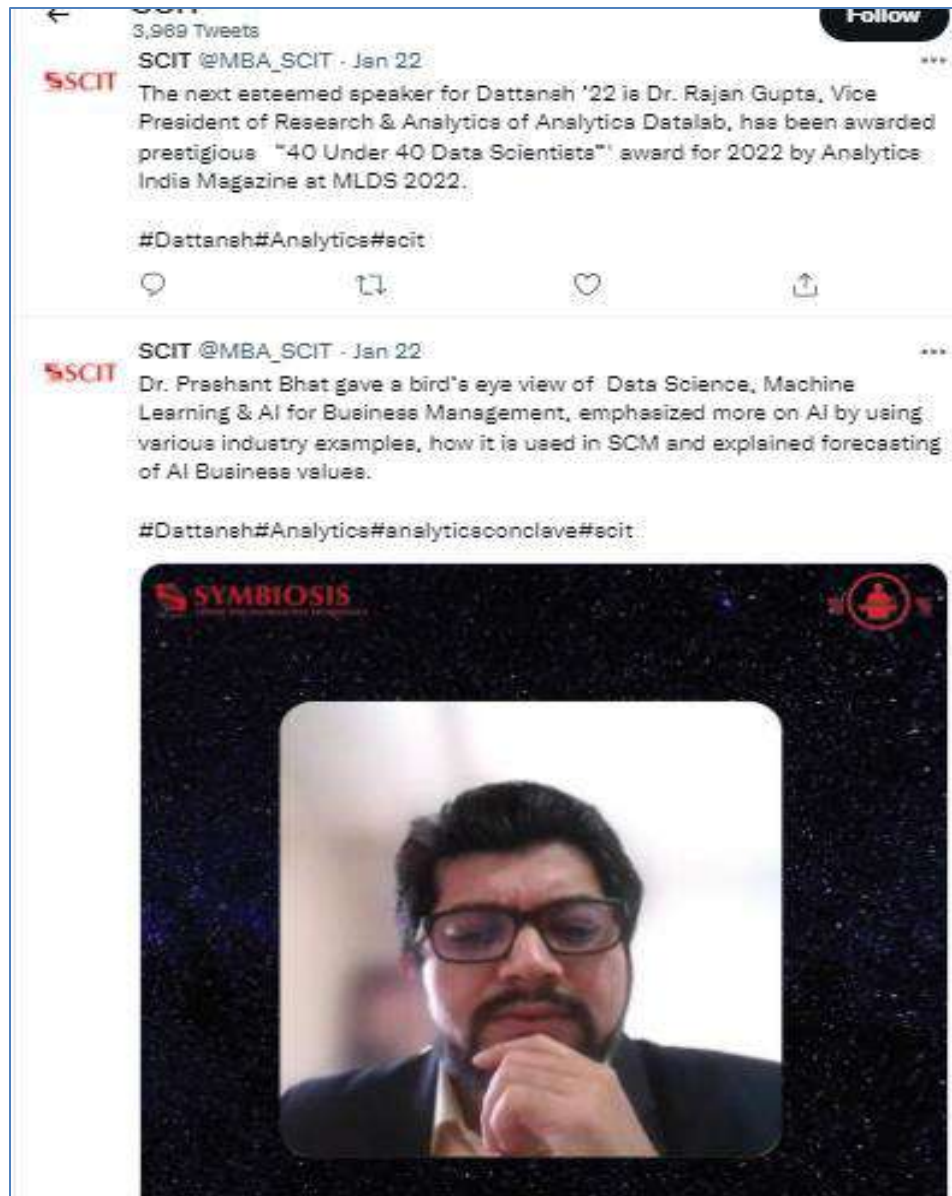 3,969 Tweets
Follow
SCIT @MBA_SCIT · Jan 22
SSCIT
The next esteemed speaker for Dattansh '22 is Dr. Rajan Gupta, Vice
President of Research & Analytics of Analytics Datalab, has been awarded
prestigious "40 Under 40 Data Scientists"' award for 2022 by Analytics
India Magazine at MLDS 2022.
#Dattansh#Analytics#scit
SCIT @MBA_SCIT · Jan 22
SSCIT
Dr. Prashant Bhat gave a bird's eye view of Data Science, Machine
Learning & AI for Business Management, emphasized more on AI by using
various industry examples, how it is used in SCM and explained forecasting
of AI Business values.
#Dattansh#Analytics#analyticsconclave#scit
SYMBIOSIS